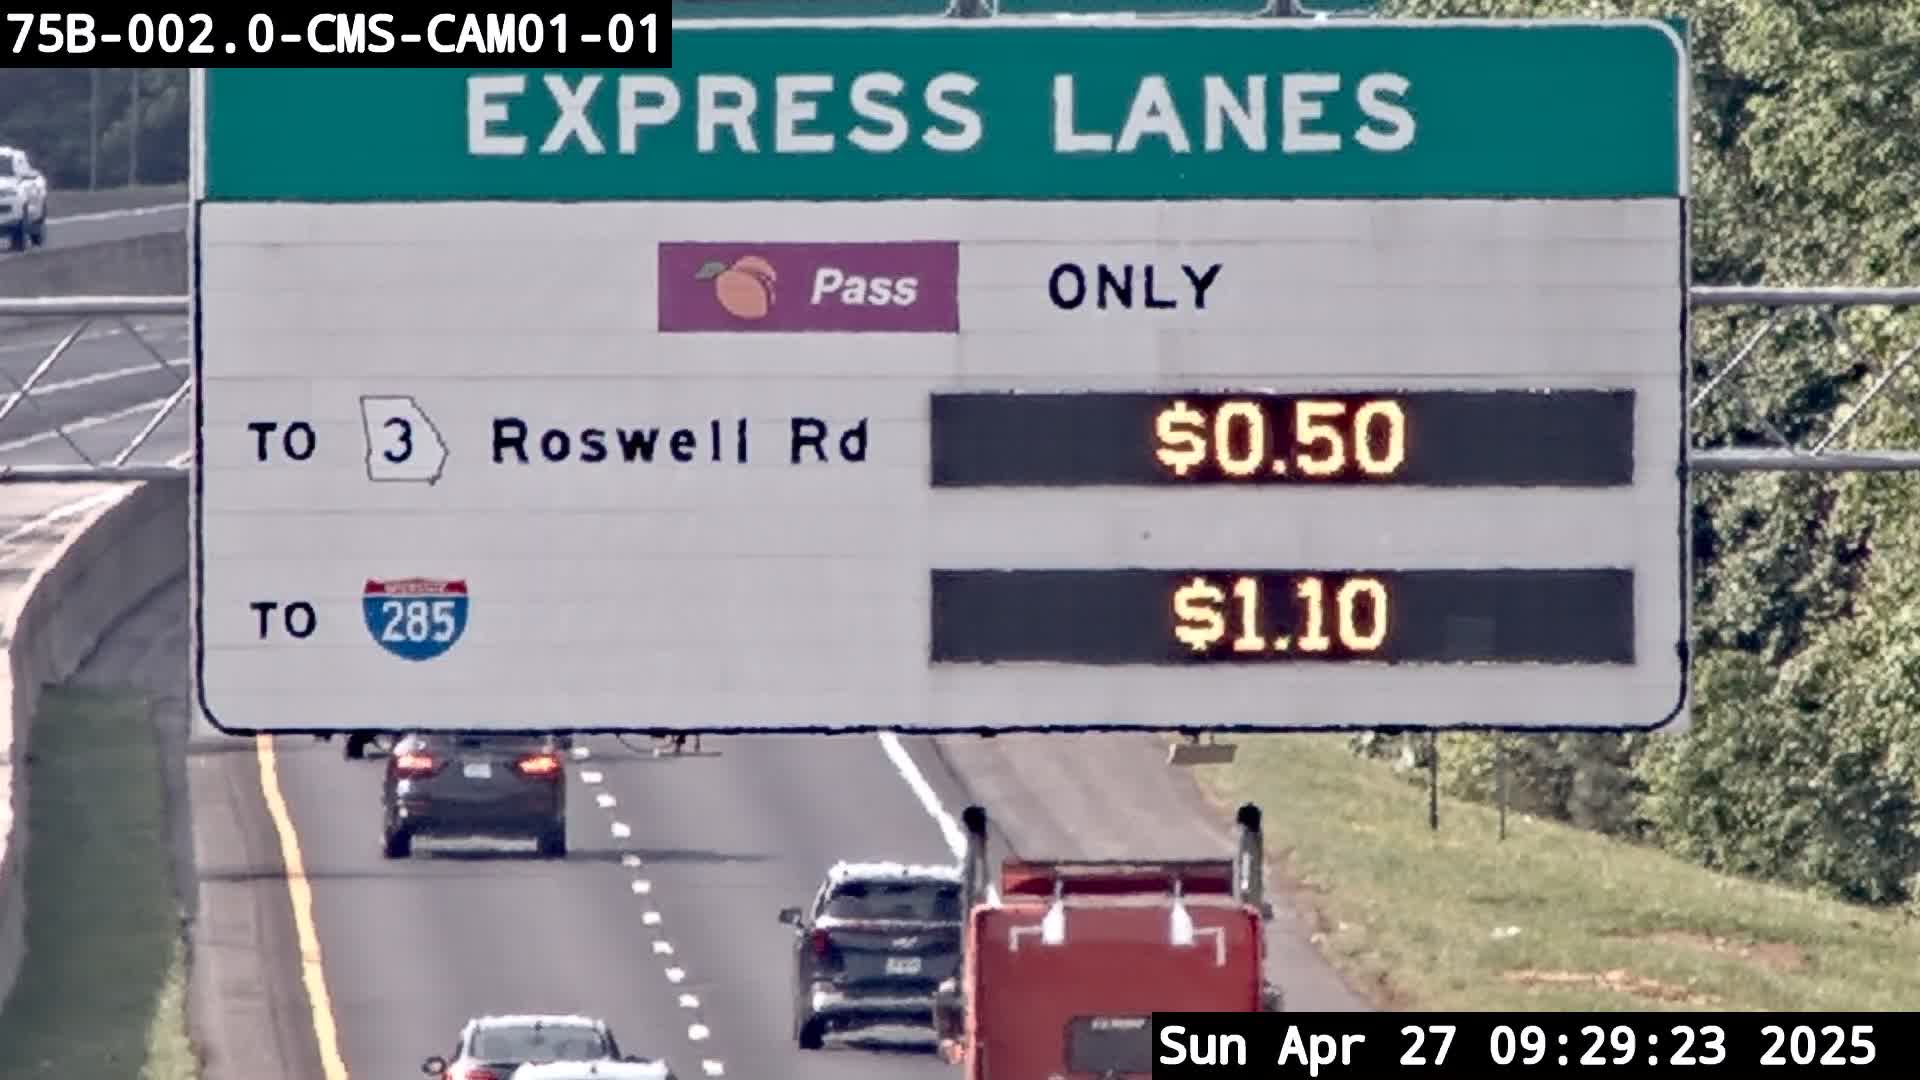 75B-002.0-CMS-CAM01-01
EXPRESS LANES
Pass ONLY
TO 3 Roswell Rd $0.50
TO 285 $1.10
Sun Apr 27 09:29:23 2025